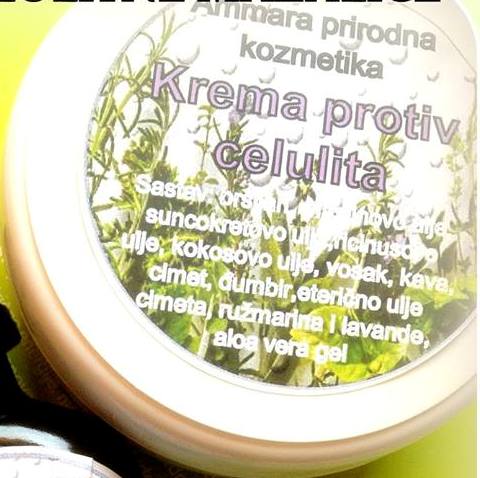 Ammara prirodna
kozmetika
Krema protiv
celulita
suncokretovo ulje,
ulje, kokosovo ulje, vosak, kava,
cimet, đumbir,eterično ulje
cimeta, ružmarina i lavande,
aloa vera gel